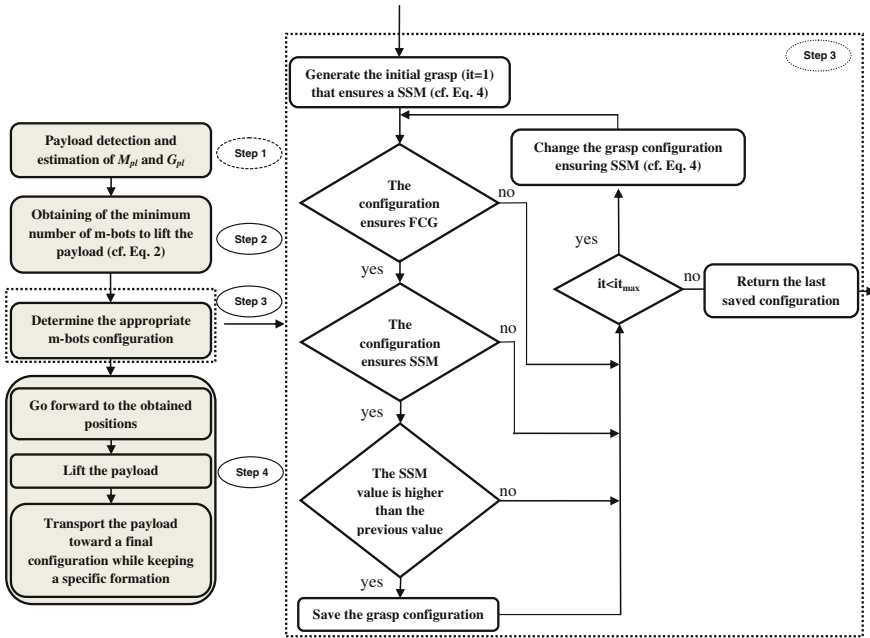 Payload detection and
estimation of Mpl and Gpl
Step 1
Obtaining of the minimum
number of m-bots to lift the
payload (cf. Eq. 2)
Step 2
Determine the appropriate
m-bots configuration
Step 3
Go forward to the obtained
positions
Lift the payload
Step 4
Transport the payload
toward a final
configuration while keeping
a specific formation
Step 3
Generate the initial grasp (it=1)
that ensures a SSM (cf. Eq. 4)
Change the grasp configuration
ensuring SSM (cf. Eq. 4)
The
configuration
ensures FCG
no
yes
The
configuration
ensures SSM
no
yes
The SSM
value is higher
than the
previous value
no
yes
Save the grasp configuration
yes
it<itmax
no
Return the last
saved configuration